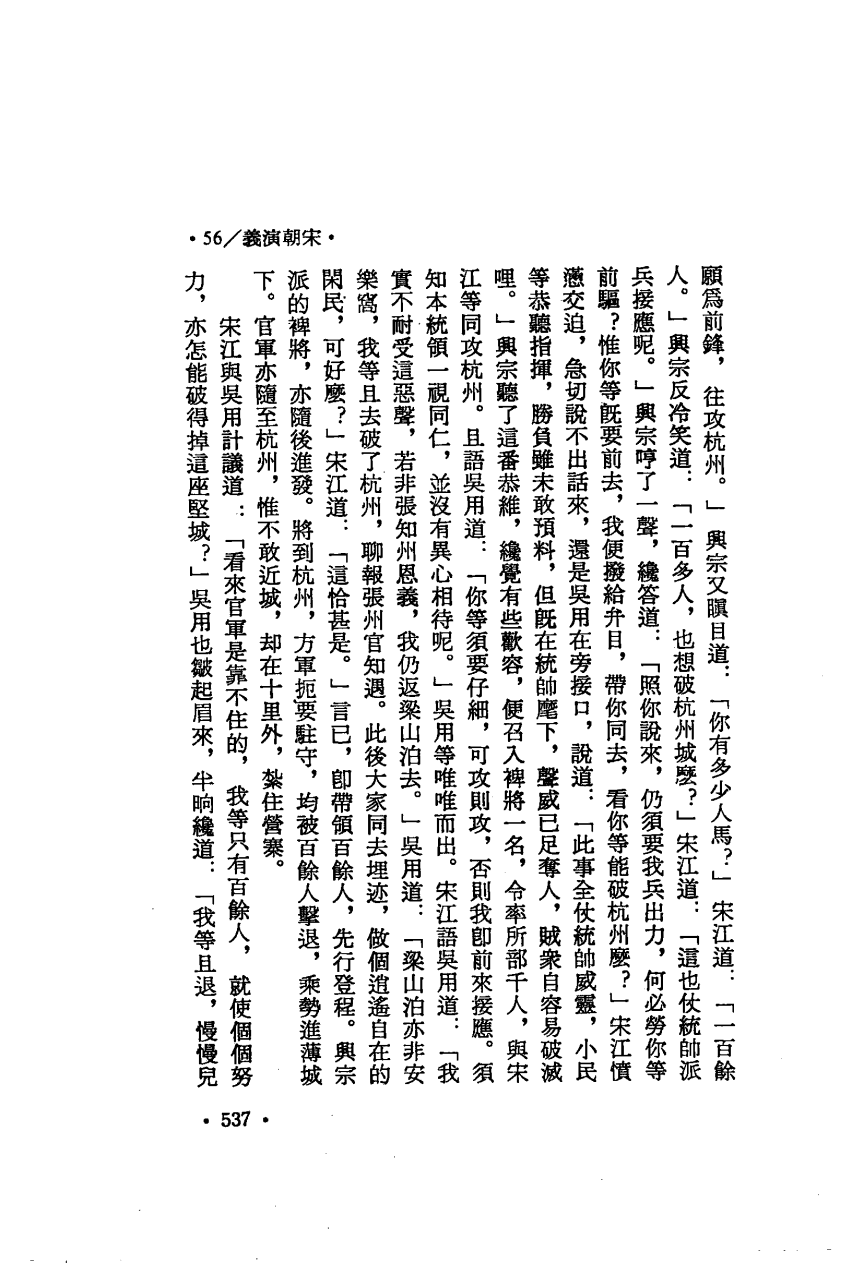 •56／義演朝宋•
願爲前鋒，往攻杭州。」興宗又瞋目道：「你有多少人馬？」宋江道：「一百餘
人。」興宗反冷笑道：「一百多人，也想破杭州城麼？」宋江道：「這也仗統帥派
兵接應呢。」興宗哼了一聲，纔答道：「照你說來，仍須要我兵出力，何必勞你等
前驅？惟你等旣要前去，我便撥給弁目，帶你同去，看你等能破杭州麼？」宋江憤
懣交迫，急切說不出話來，還是吳用在旁接口，說道：「此事全仗統帥威靈，小民
等恭聽指揮，勝負雖未敢預料，但旣在統帥麾下，聲威已足奪人，賊衆自容易破滅
哩。」興宗聽了這番恭維，纔覺有些歡容，便召入裨將一名，令率所部千人，與宋
江等同攻杭州。且語吳用道：「你等須要仔細，可攻則攻，否則我卽前來接應。須
知本統領一視同仁，並沒有異心相待呢。」吳用等唯唯而出。宋江語吳用道：「我
實不耐受這惡聲，若非張知州恩義，我仍返梁山泊去。」吳用道：「梁山泊亦非安
樂窩，我等且去破了杭州，聊報張州官知遇。此後大家同去埋迹，做個逍遙自在的
閑民，可好麼？」宋江道：「這恰甚是。」言已，卽帶領百餘人，先行登程。興宗
派的裨將，亦隨後進發。將到杭州，方軍扼要駐守，均被百餘人擊退，乘勢進薄城
下。官軍亦隨至杭州，惟不敢近城，却在十里外，紮住營寨。
宋江與吳用計議道：「看來官軍是靠不住的，我等只有百餘人，就使個個努
力，亦怎能破得掉這座堅城？」吳用也皺起眉來，半晌纔道：「我等且退，慢慢兒
•537•